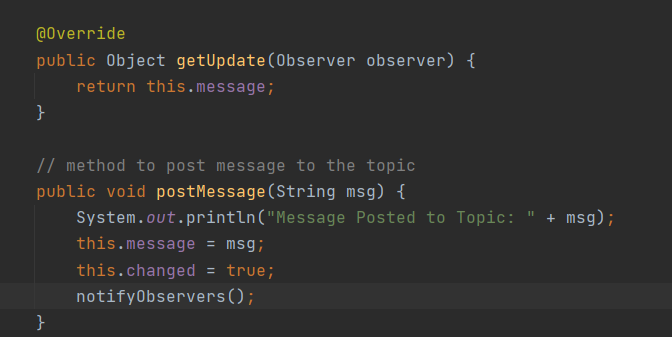 @Override
public Object getUpdate(Observer observer) {
    return this.message;
}
// method to post message to the topic
public void postMessage(String msg) {
    System.out.println("Message Posted to Topic: " + msg);
    this.message = msg;
    this.changed = true;
    notifyObservers();
}